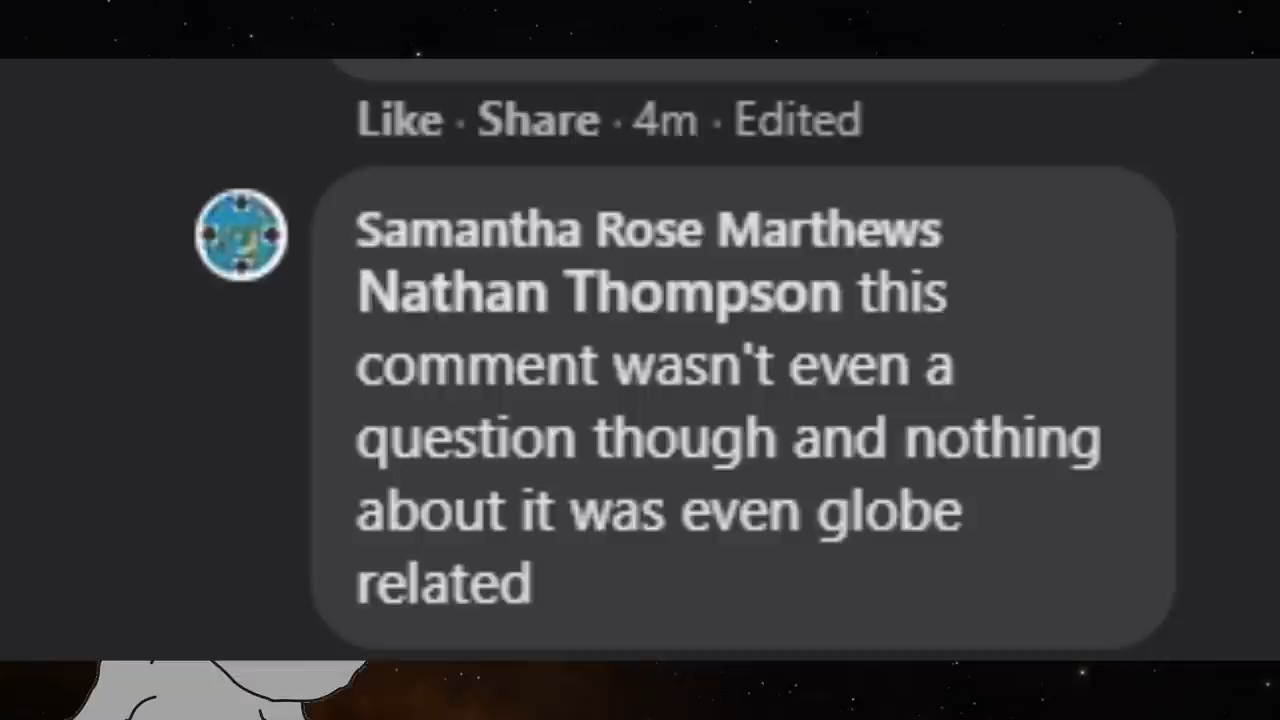 Like · Share · 4m · Edited
Samantha Rose Marthews
Nathan Thompson this
comment wasn't even a
question though and nothing
about it was even globe
related